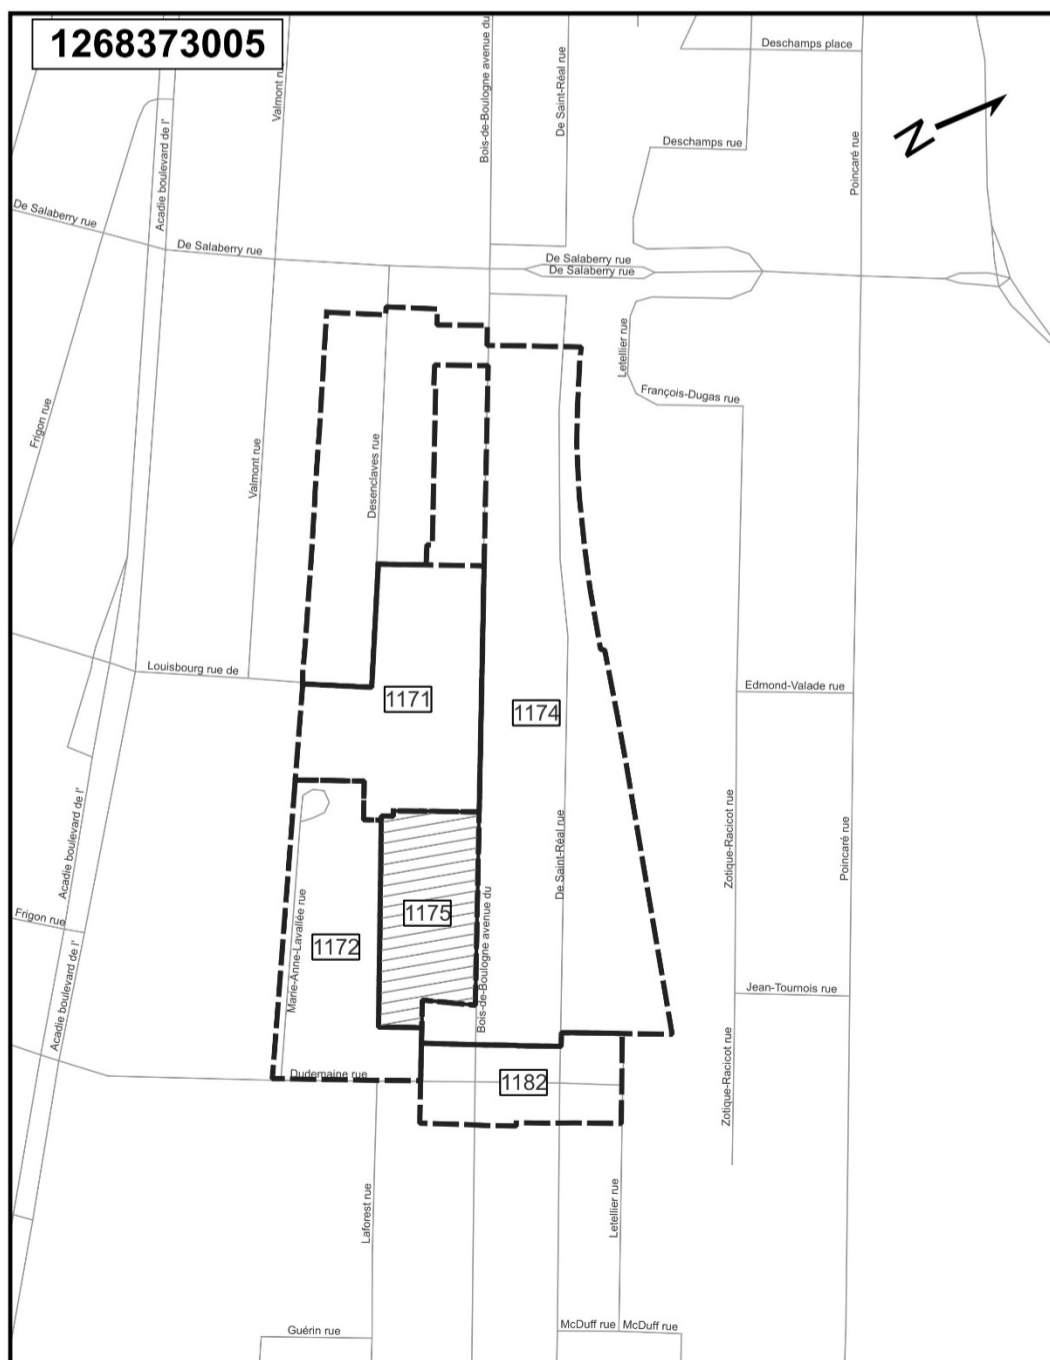 1268373005
Deschamps place
Valmont rue
Bois-de-Boulogne avenue du
De Saint-Réal rue
N
Acadie boulevard de l'
Deschamps rue
Poincaré rue
De Salaberry rue
De Salaberry rue
De Salaberry rue
De Salaberry rue
Letellier rue
François-Dugas rue
Frigon rue
Valmont rue
Desenclaves rue
Louisbourg rue de
Edmond-Valade rue
1171
1174
Acadie boulevard de l'
De Saint-Réal rue
Zotique-Racicot rue
Poincaré rue
Frigon rue
1175
1172
Marie-Anne-Lavallée rue
Bois-de-Boulogne avenue du
Acadie boulevard de l'
Jean-Tournois rue
Dudemaine rue
1182
Zotique-Racicot rue
Laforest rue
Letellier rue
Guérin rue
McDuff rue
McDuff rue